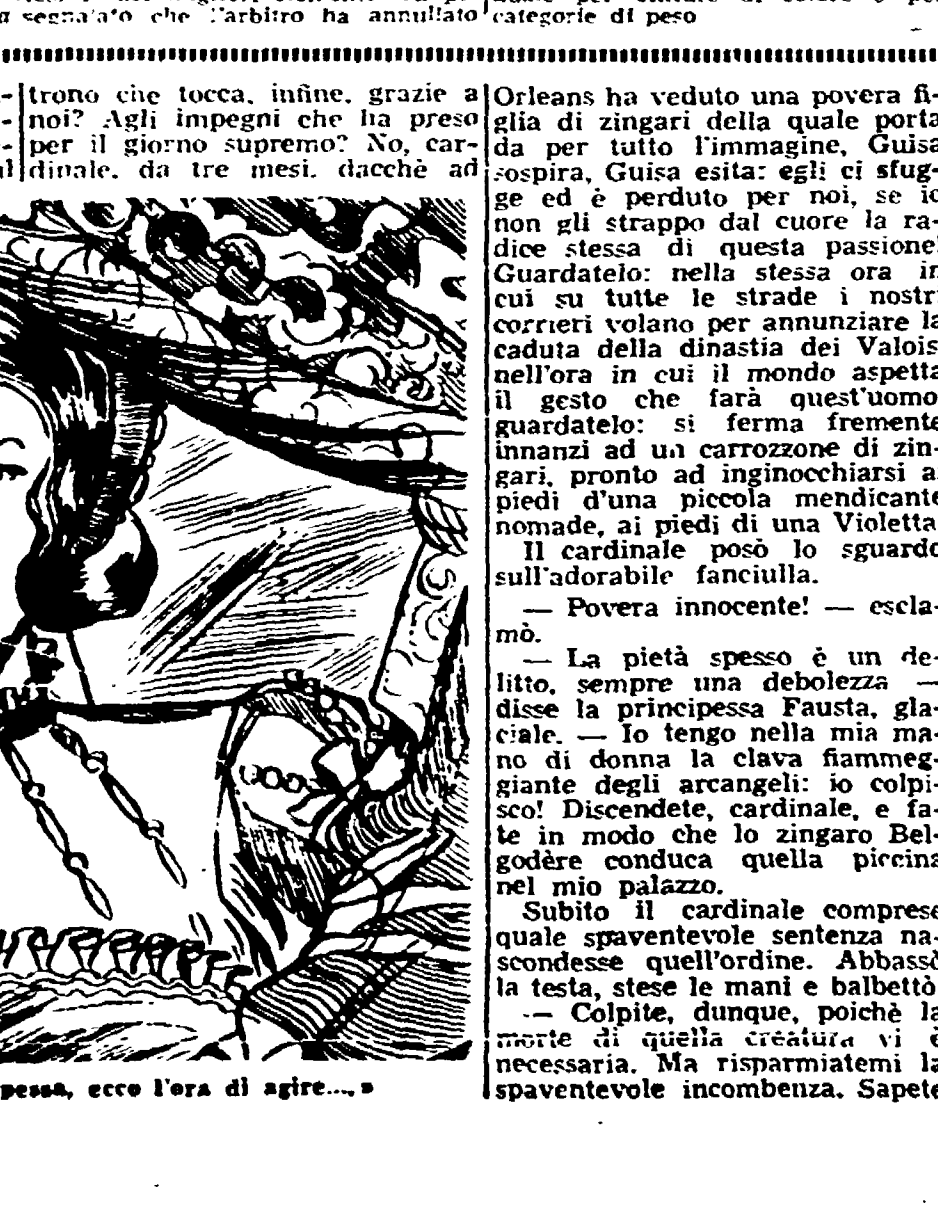 che l'arbitro ha annullato
categorie di peso
trono che tocca, infine, grazie a
noi? Agli impegni che ha preso
per il giorno supremo? No, car-
dinale, da tre mesi, dacchè ad
pessa, ecco l'ora di agire..., »
Orleans ha veduto una povera fi-
glia di zingari della quale porta
da per tutto l'immagine, Guisa
sospira, Guisa esita: egli ci sfug-
ge ed è perduto per noi, se io
non gli strappo dal cuore la ra-
dice stessa di questa passione!
Guardatelo: nella stessa ora in
cui su tutte le strade i nostri
corrieri volano per annunziare la
caduta della dinastia dei Valois
nell'ora in cui il mondo aspetta
il gesto che farà quest'uomo
guardatelo: si ferma fremente
innanzi ad un carrozzone di zin-
gari, pronto ad inginocchiarsi a
piedi d'una piccola mendicante
nomade, ai piedi di una Violetta
Il cardinale posò lo sguardo
sull'adorabile fanciulla.
— Povera innocente! — escla-
mò.
— La pietà spesso è un de-
litto, sempre una debolezza —
disse la principessa Fausta, gla-
ciale. — Io tengo nella mia ma-
no di donna la clava fiammeg-
giante degli arcangeli: io colpi-
sco! Discendete, cardinale, e fa-
te in modo che lo zingaro Bel-
godère conduca quella piccina
nel mio palazzo.
Subito il cardinale comprese
quale spaventevole sentenza na-
scondesse quell'ordine. Abbassò
la testa, stese le mani e balbettò
— Colpite, dunque, poichè la
morte di quella creatura vi è
necessaria. Ma risparmiatemi la
spaventevole incombenza. Sapete